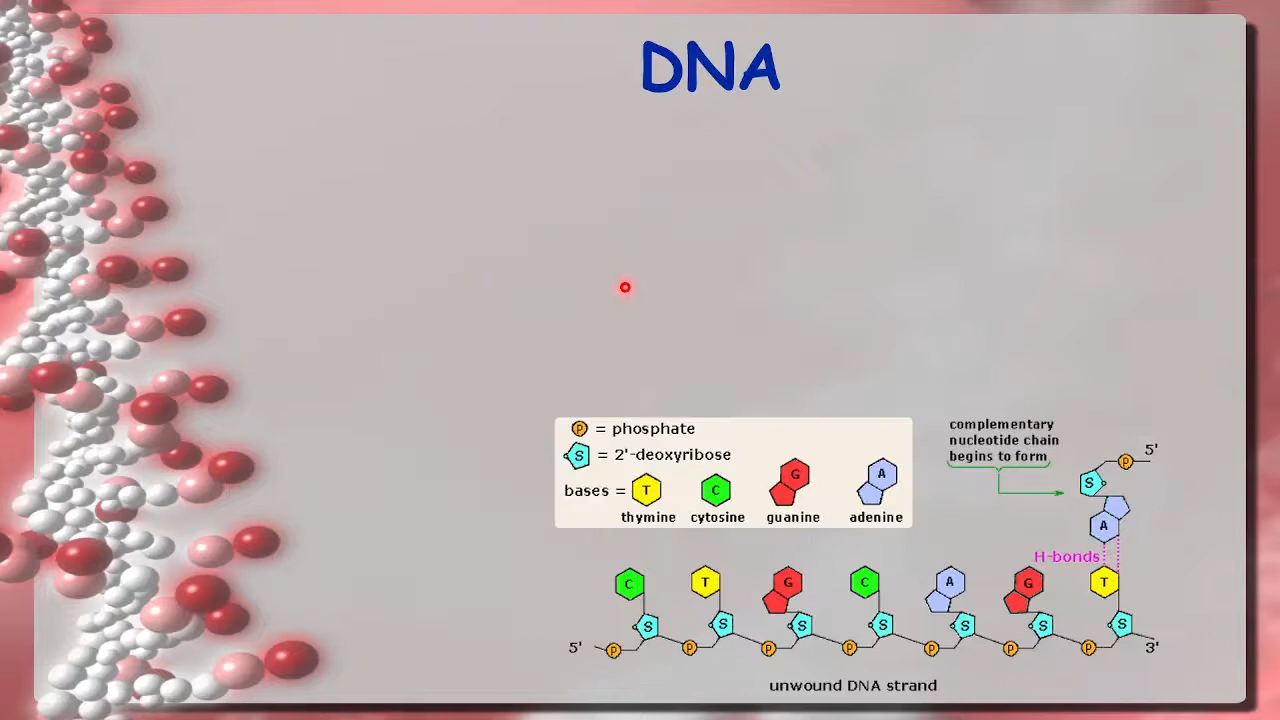 DNA
P = phosphate
S = 2'-deoxyribose
bases = T C G A
thymine cytosine guanine adenine
complementary
nucleotide chain
begins to form
5'
P
S
A
H-bonds
C T G C A G T
S S S S S S S
5' P P P P P P P 3'
unwound DNA strand